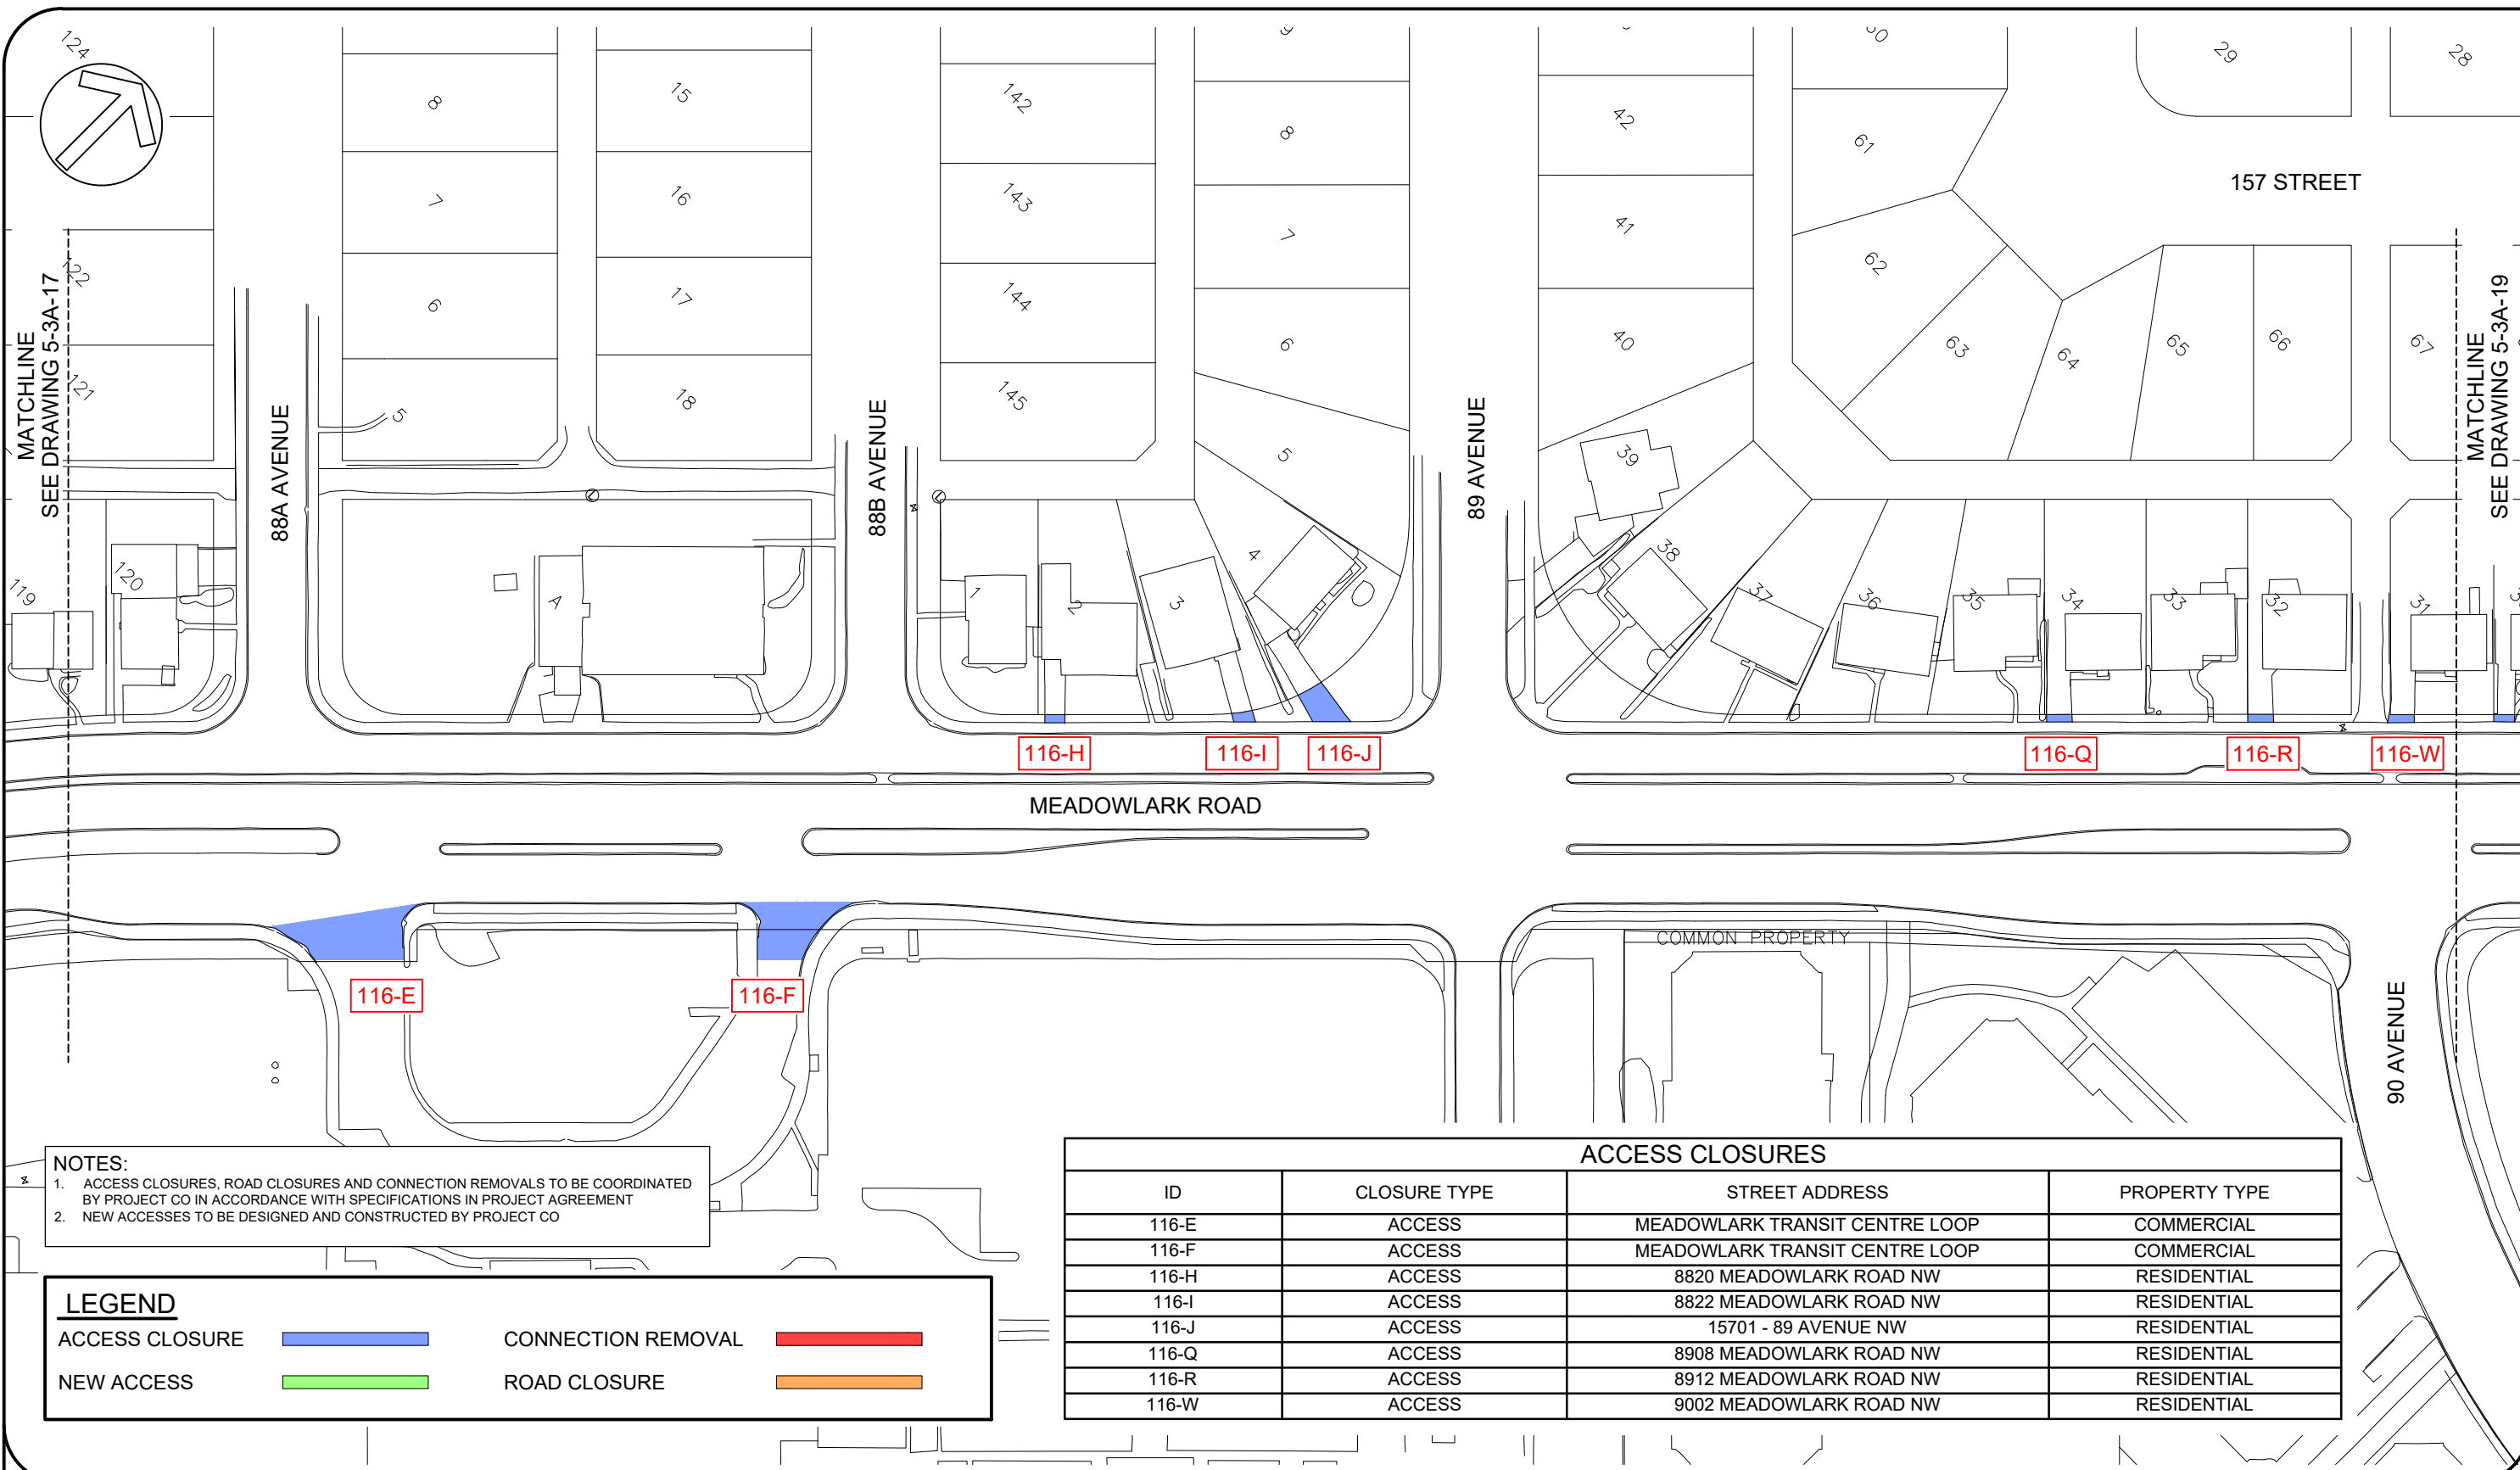 124
8
15
142
9
8
42
50
61
29
28
157 STREET
7
16
143
7
41
62
122
6
17
144
6
40
63
64
65
66
67
MATCHLINE
SEE DRAWING 5-3A-17
121
5
18
145
5
39
MATCHLINE
SEE DRAWING 5-3A-19
88A AVENUE
88B AVENUE
89 AVENUE
119
120
A
1
2
3
4
38
37
36
35
34
33
32
31
116-H
116-I
116-J
116-Q
116-R
116-W
MEADOWLARK ROAD
COMMON PROPERTY
116-E
116-F
90 AVENUE
NOTES:
1. ACCESS CLOSURES, ROAD CLOSURES AND CONNECTION REMOVALS TO BE COORDINATED
BY PROJECT CO IN ACCORDANCE WITH SPECIFICATIONS IN PROJECT AGREEMENT
2. NEW ACCESSES TO BE DESIGNED AND CONSTRUCTED BY PROJECT CO
LEGEND
ACCESS CLOSURE
CONNECTION REMOVAL
NEW ACCESS
ROAD CLOSURE
ACCESS CLOSURES
ID CLOSURE TYPE STREET ADDRESS PROPERTY TYPE
116-E ACCESS MEADOWLARK TRANSIT CENTRE LOOP COMMERCIAL
116-F ACCESS MEADOWLARK TRANSIT CENTRE LOOP COMMERCIAL
116-H ACCESS 8820 MEADOWLARK ROAD NW RESIDENTIAL
116-I ACCESS 8822 MEADOWLARK ROAD NW RESIDENTIAL
116-J ACCESS 15701 - 89 AVENUE NW RESIDENTIAL
116-Q ACCESS 8908 MEADOWLARK ROAD NW RESIDENTIAL
116-R ACCESS 8912 MEADOWLARK ROAD NW RESIDENTIAL
116-W ACCESS 9002 MEADOWLARK ROAD NW RESIDENTIAL